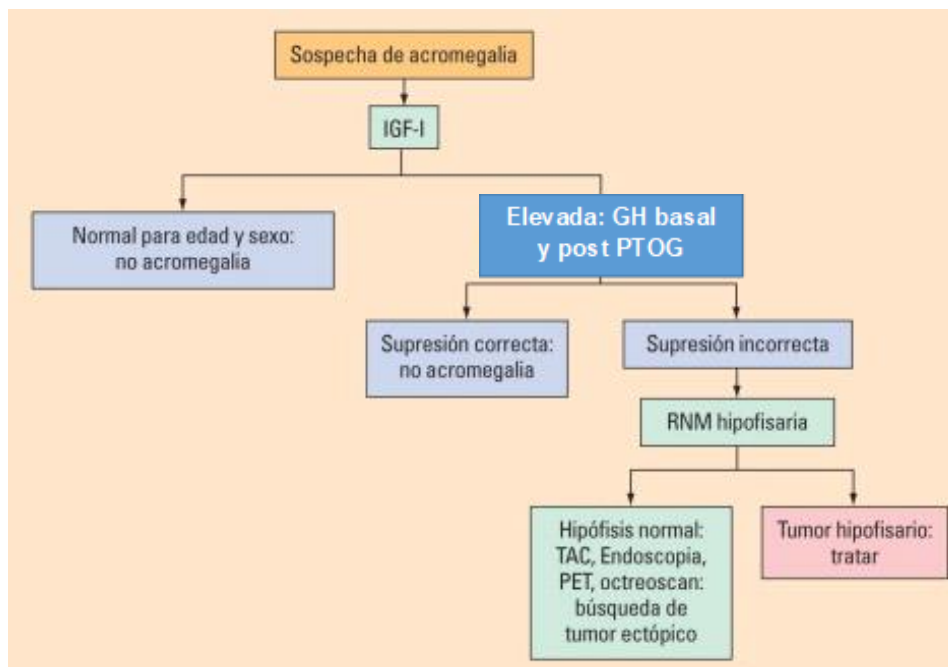 Sospecha de acromegalia
IGF-I
Normal para edad y sexo:
no acromegalia
Elevada: GH basal
y post PTOG
Supresión correcta:
no acromegalia
Supresión incorrecta
RNM hipofisaria
Hipófisis normal:
TAC, Endoscopia,
PET, octreoscan:
búsqueda de
tumor ectópico
Tumor hipofisario:
tratar